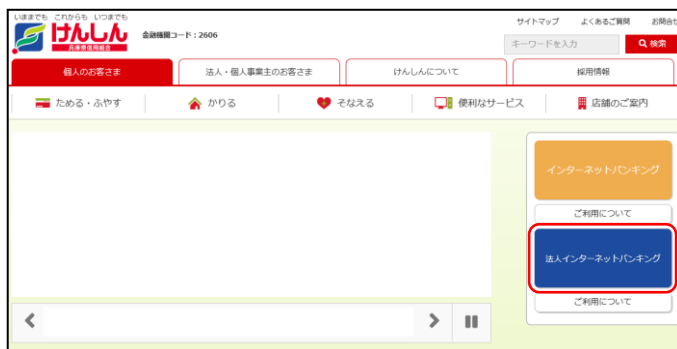 いままでも これからも いつまでも
けんしん
兵庫県信用組合
金融機関コード：2606
サイトマップ よくあるご質問 お問合せ
キーワードを入力 検索
個人のお客さま 法人・個人事業主のお客さま けんしんについて 採用情報
ためる・ふやす かりる そなえる 便利なサービス 店舗のご案内
インターネットバンキング
ご利用について
法人インターネットバンキング
ご利用について